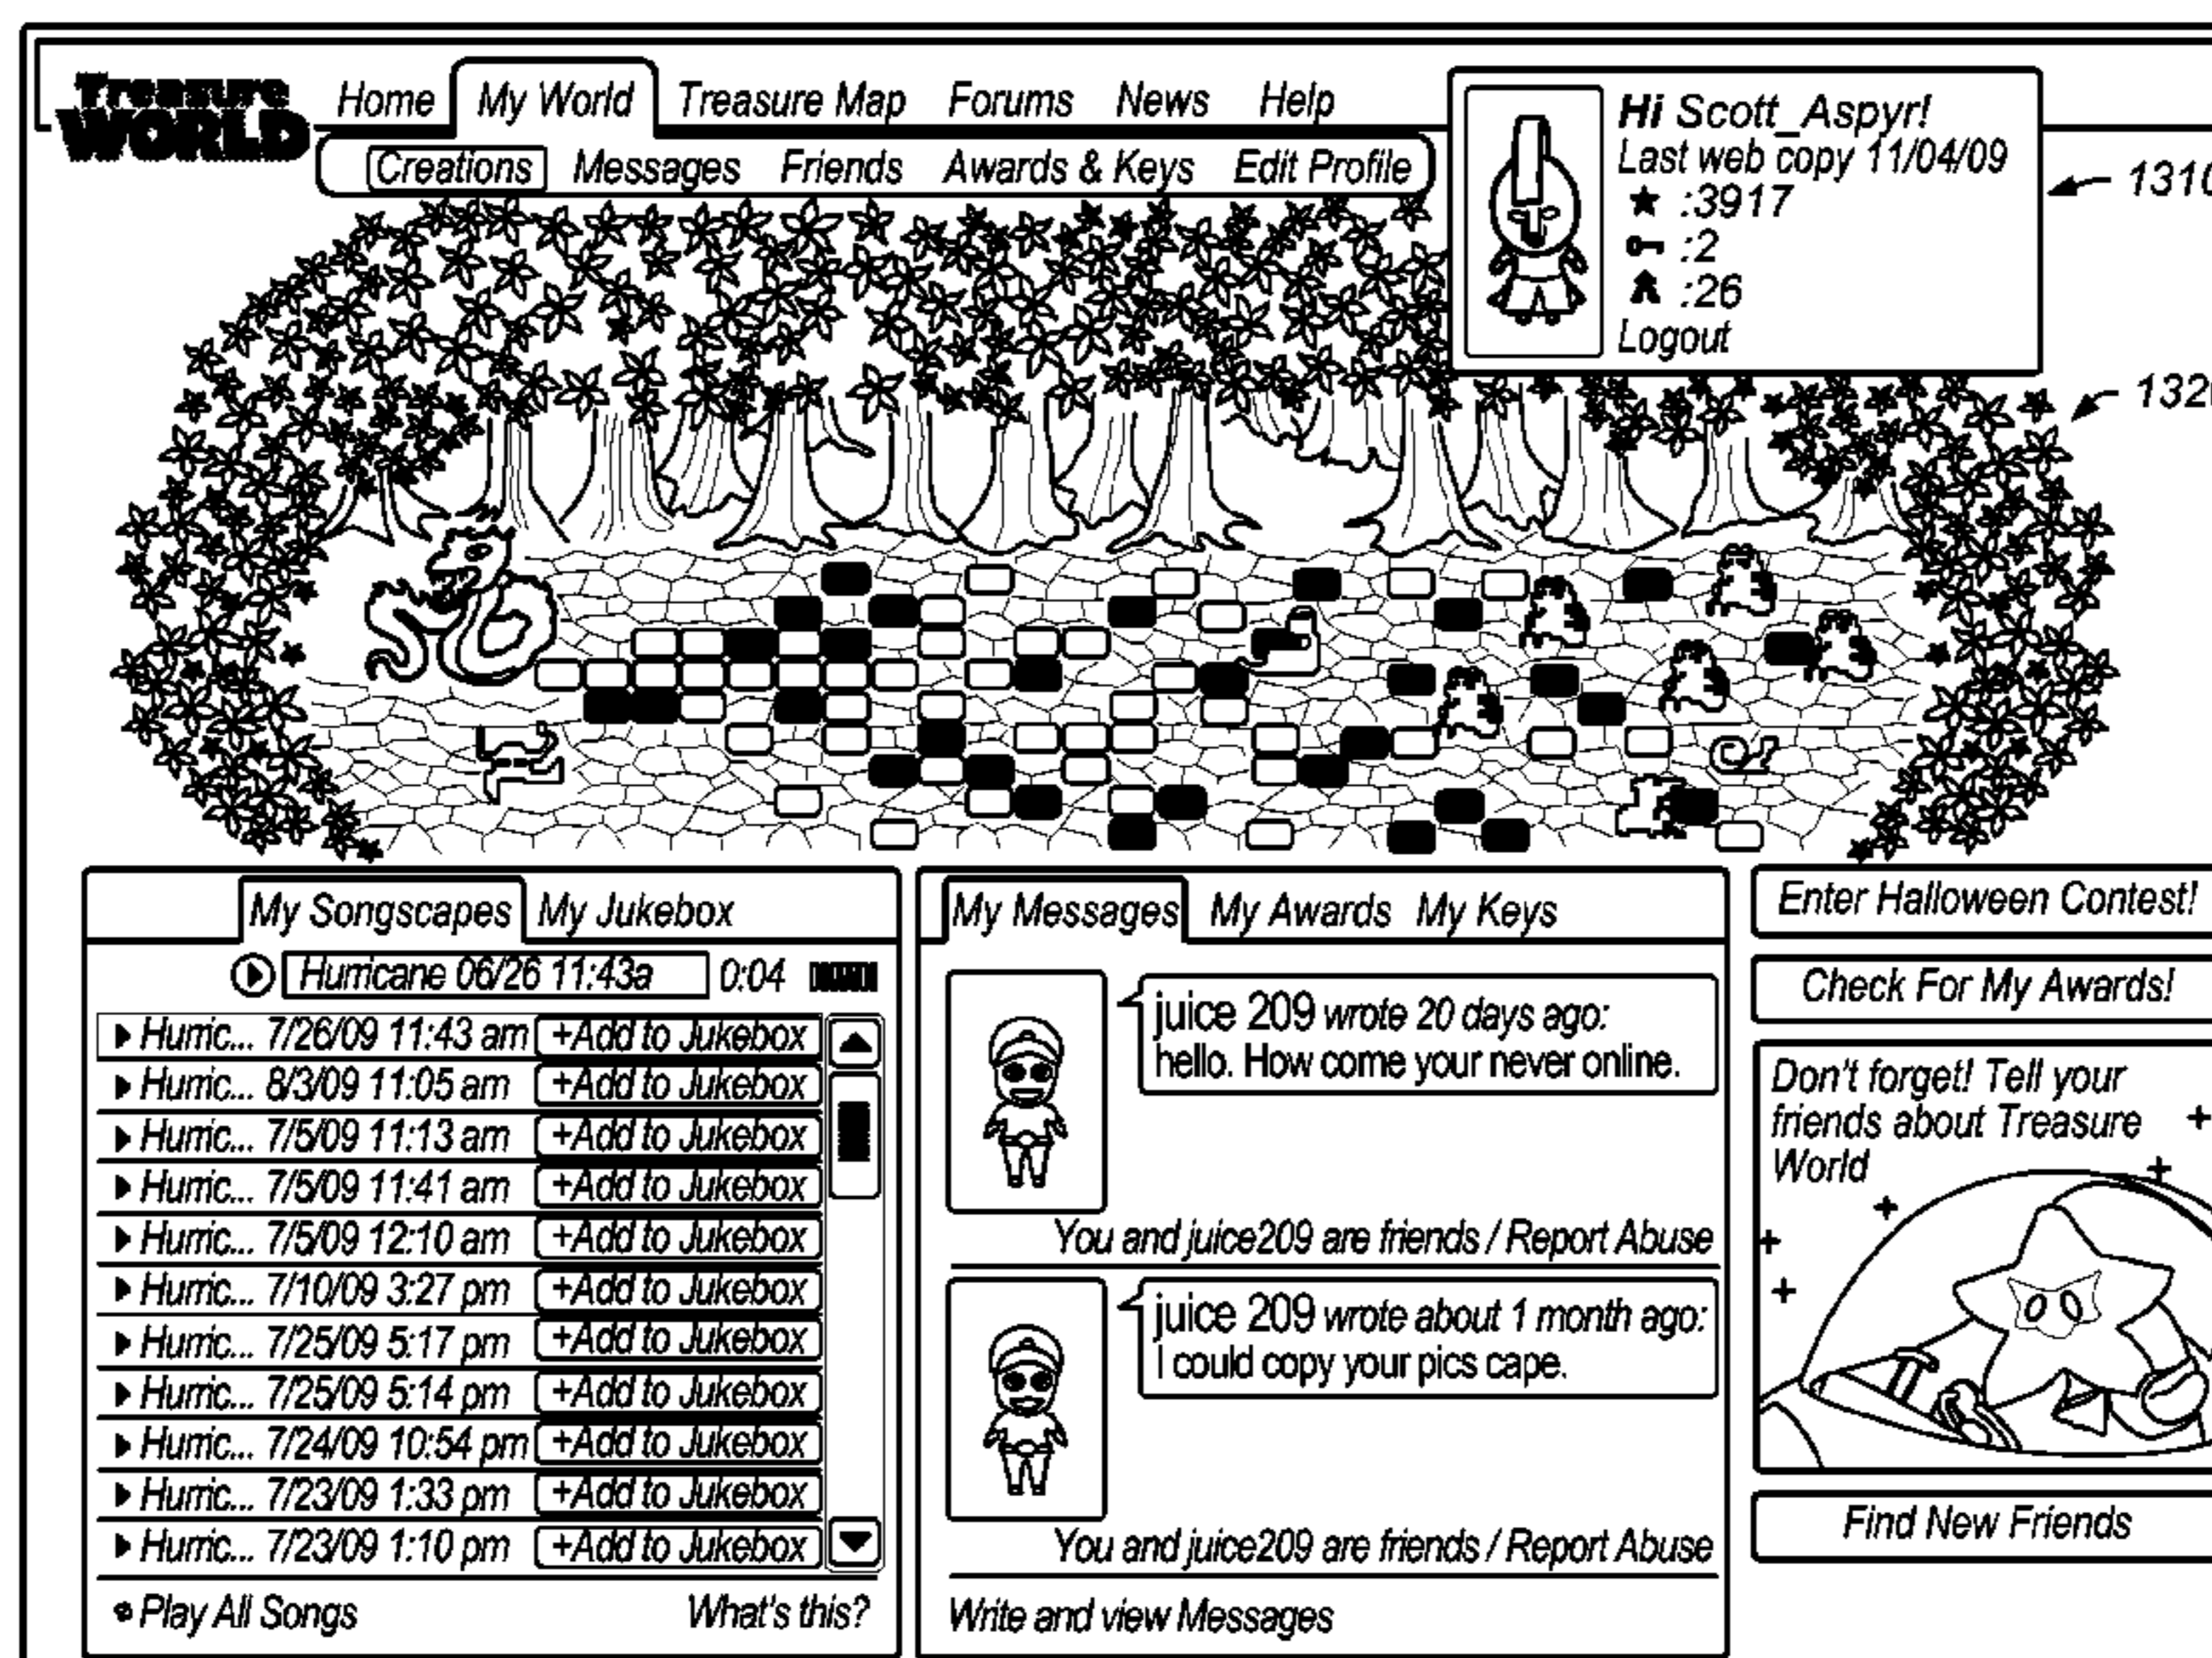 Treasure
WORLD
Home My World Treasure Map Forums News Help
Creations Messages Friends Awards & Keys Edit Profile
Hi Scott_Aspyr!
Last web copy 11/04/09
:3917
:2
:26
Logout
1310
132
My Songscapes My Jukebox
Hurricane 06/26 11:43a 0:04
Hurric... 7/26/09 11:43 am +Add to Jukebox
Hurric... 8/3/09 11:05 am +Add to Jukebox
Hurric... 7/5/09 11:13 am +Add to Jukebox
Hurric... 7/5/09 11:41 am +Add to Jukebox
Hurric... 7/5/09 12:10 am +Add to Jukebox
Hurric... 7/10/09 3:27 pm +Add to Jukebox
Hurric... 7/25/09 5:17 pm +Add to Jukebox
Hurric... 7/25/09 5:14 pm +Add to Jukebox
Hurric... 7/24/09 10:54 pm +Add to Jukebox
Hurric... 7/23/09 1:33 pm +Add to Jukebox
Hurric... 7/23/09 1:10 pm +Add to Jukebox
Play All Songs What's this?
My Messages My Awards My Keys
juice 209 wrote 20 days ago:
hello. How come your never online.
You and juice209 are friends / Report Abuse
juice 209 wrote about 1 month ago:
I could copy your pics cape.
You and juice209 are friends / Report Abuse
Write and view Messages
Enter Halloween Contest!
Check For My Awards!
Don't forget! Tell your
friends about Treasure
World
Find New Friends